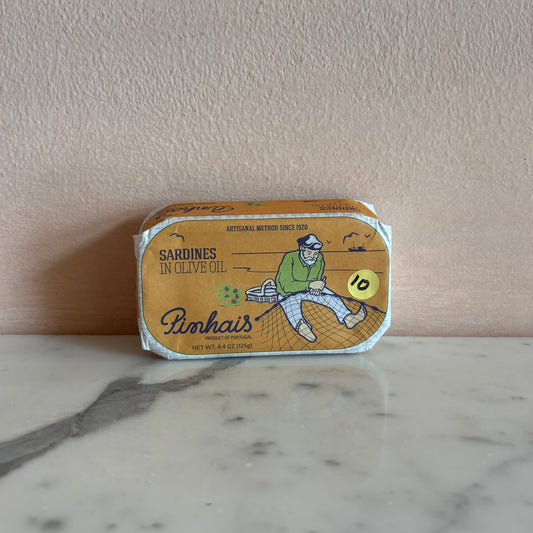 Pinhais
ARTISANAL METHOD SINCE 1920
SARDINES
IN OLIVE OIL
10
Pinhais
PRODUCT OF PORTUGAL
NET WT. 4.4 OZ (125g)